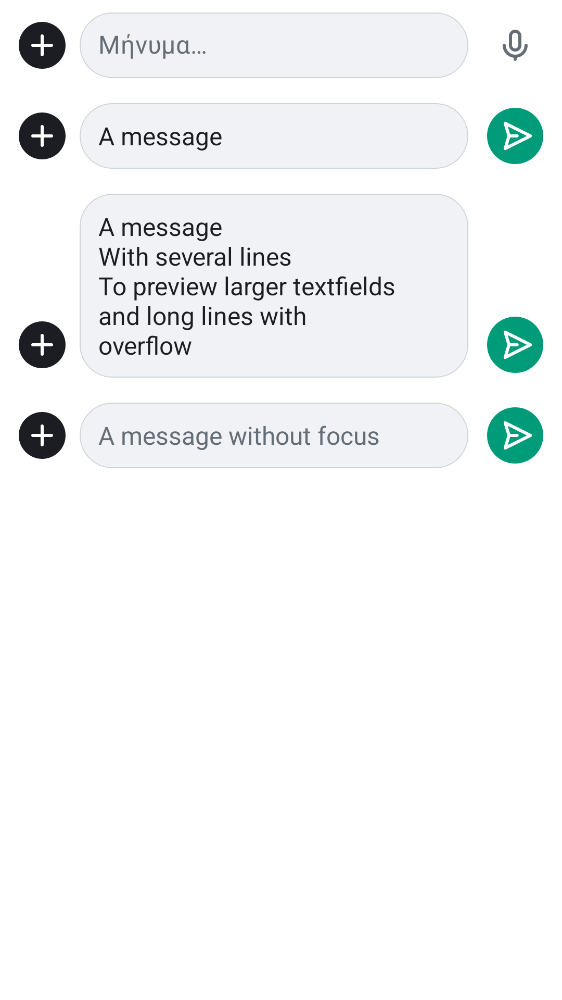 Μήνυμα…
A message
A message
With several lines
To preview larger textfields
and long lines with
overflow
A message without focus